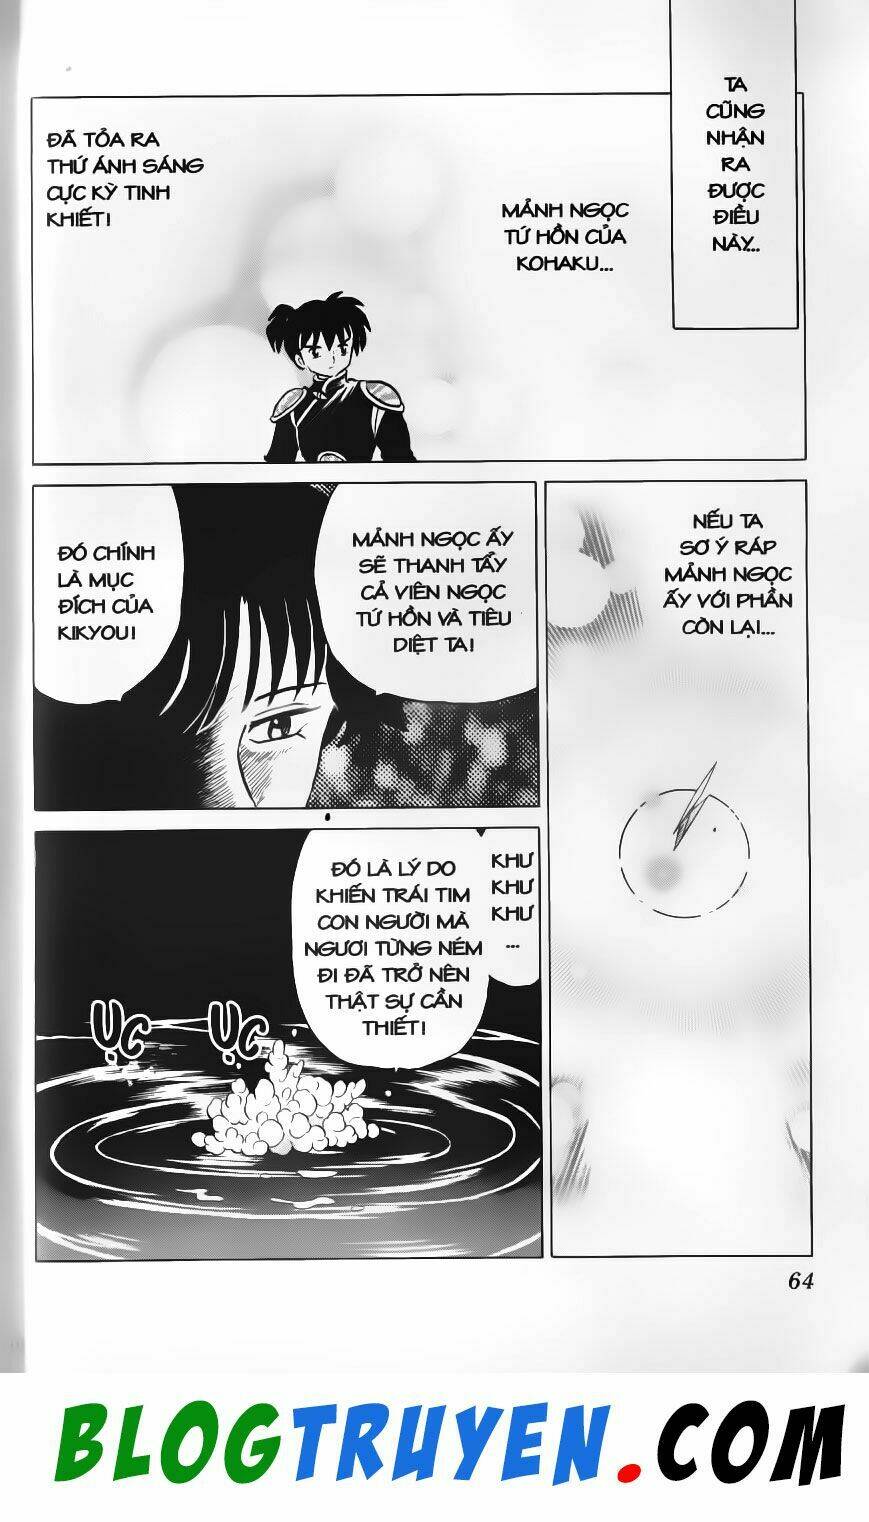 TA
CŨNG
NHẬN
RA
ĐƯỢC
ĐIỀU
NÀY...
MẢNH NGỌC
TỨ HỒN CỦA
KOHAKU...
ĐÃ TỎA RA
THỨ ÁNH SÁNG
CỰC KỲ TINH
KHIẾT!
NẾU TA
SƠ Ý RÁP
MẢNH NGỌC
ẤY VỚI PHẦN
CÒN LẠI...
MẢNH NGỌC ẤY
SẼ THANH TẨY
CẢ VIÊN NGỌC
TỨ HỒN VÀ TIÊU
DIỆT TA!
ĐÓ CHÍNH
LÀ MỤC
ĐÍCH CỦA
KIKYOU!
KHƯ
KHƯ
KHƯ
...
ĐÓ LÀ LÝ DO
KHIẾN TRÁI TIM
CON NGƯỜI MÀ
NGƯƠI TỪNG NÉM
ĐI ĐÃ TRỞ NÊN
THẬT SỰ CẦN
THIẾT!
ỤC
ỤC
64
BLOGTRUYEN.COM